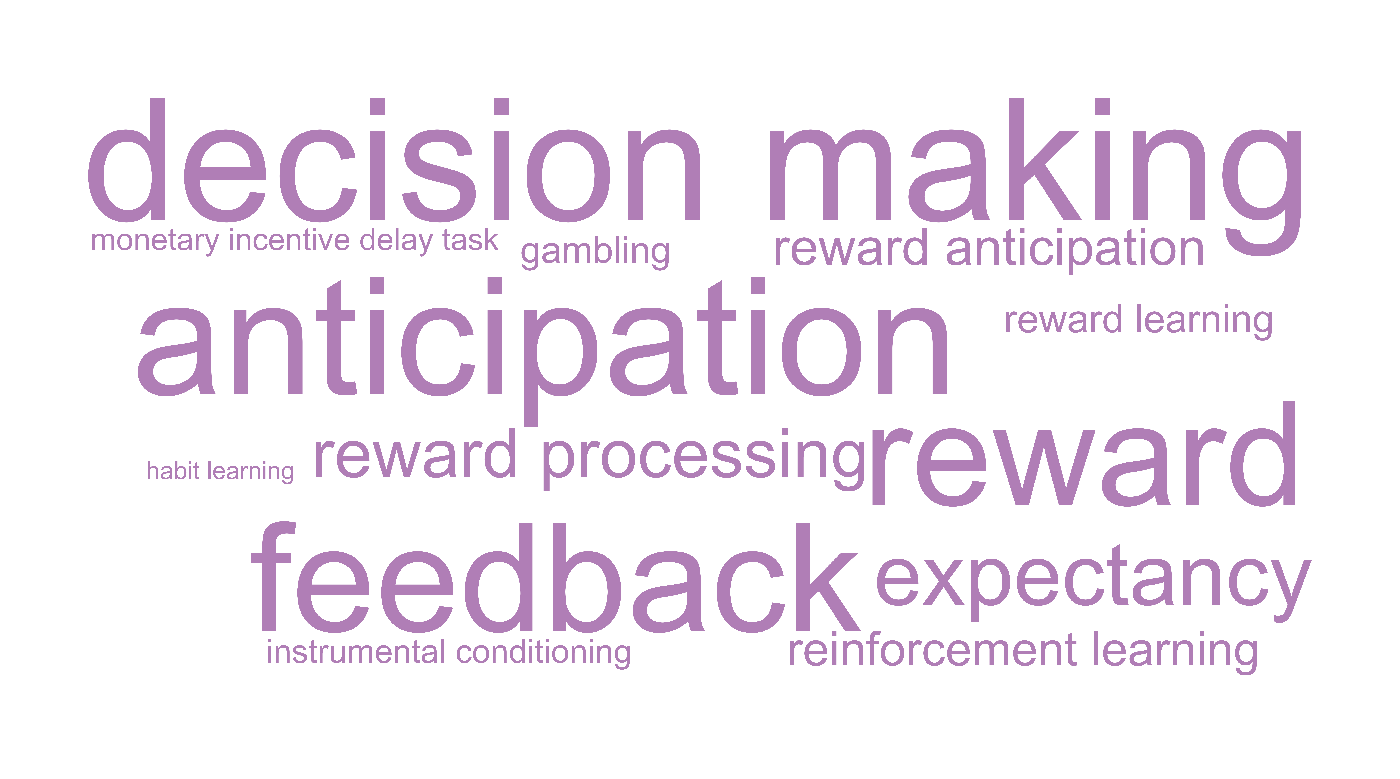 decision making
monetary incentive delay task
gambling
reward anticipation
anticipation
reward learning
reward
habit learning
reward processing
feedback
expectancy
instrumental conditioning
reinforcement learning